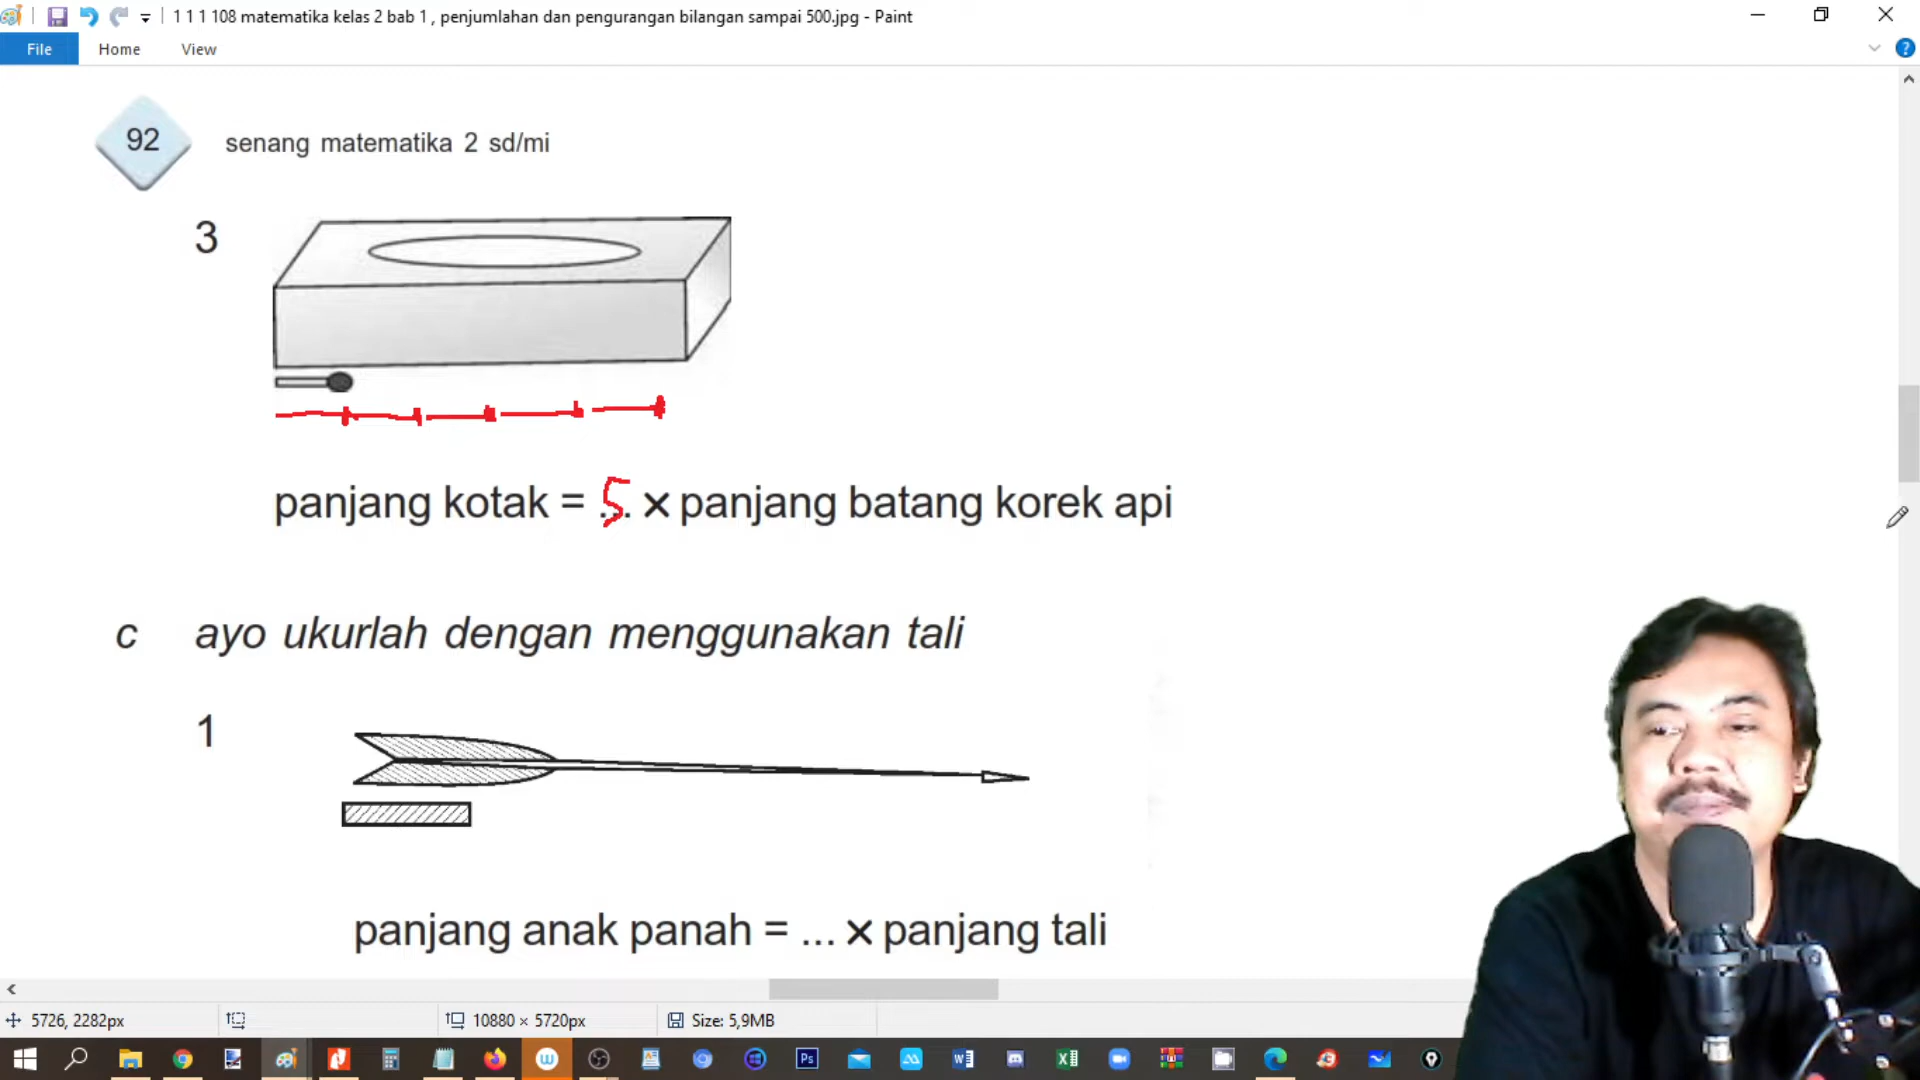 1 1 1 108 matematika kelas 2 bab 1 , penjumlahan dan pengurangan bilangan sampai 500.jpg - Paint
File Home View
92 senang matematika 2 sd/mi
3
panjang kotak = 5 × panjang batang korek api
c ayo ukurlah dengan menggunakan tali
1
panjang anak panah = ... × panjang tali
5726, 2282px 10880 × 5720px Size: 5,9MB